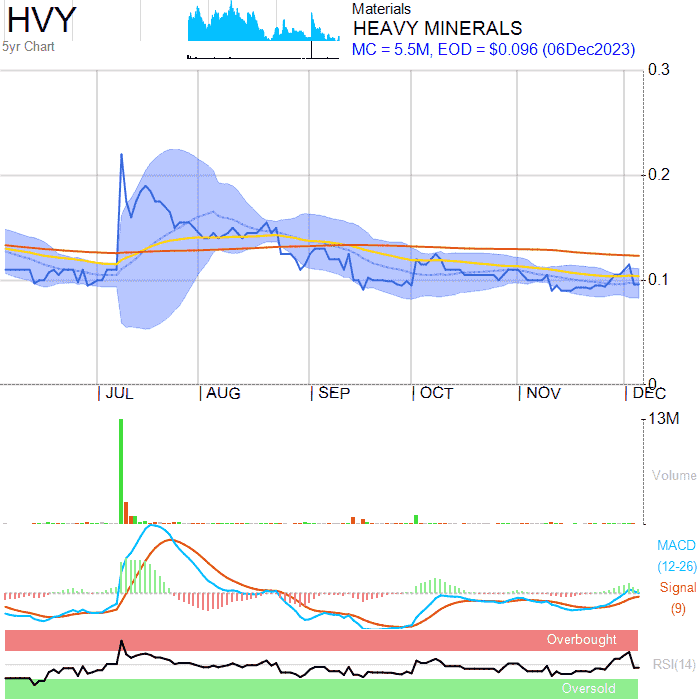 HVY
5yr Chart
Materials
HEAVY MINERALS
MC = 5.5M, EOD = $0.096 (06Dec2023)
0.3
0.2
0.1
0
JUL
AUG
SEP
OCT
NOV
DEC
13M
Volume
MACD
(12-26)
Signal
(9)
Overbought
RSI(14)
Oversold